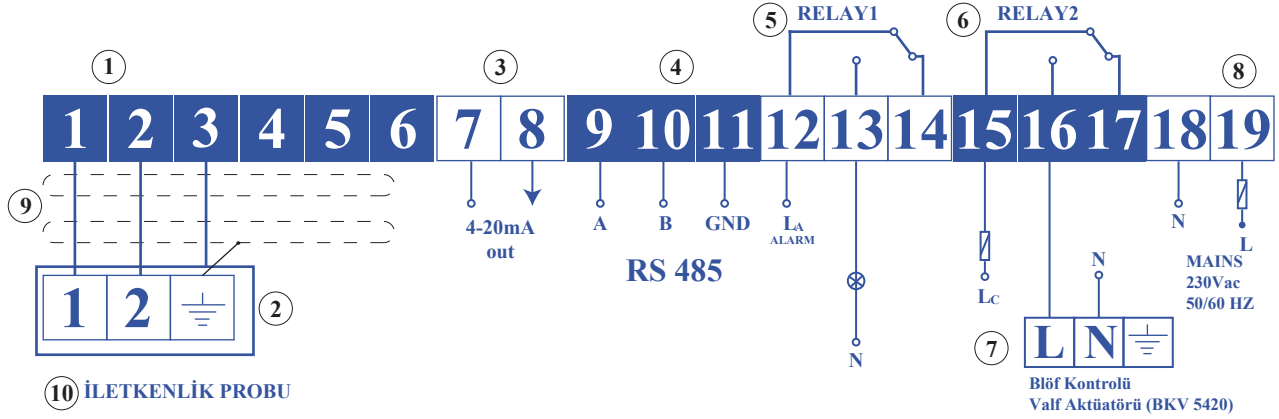 5 RELAY1 6 RELAY2
1 3 4 8
1 2 3 4 5 6 7 8 9 10 11 12 13 14 15 16 17 18 19
9
4-20mA
out
A B GND
RS 485
LA
ALARM
N
LC
N
N
L
MAINS
230Vac
50/60 HZ
1 2
2
7
L N
10 İLETKENLİK PROBU
Blöf Kontrolü
Valf Aktüatörü (BKV 5420)